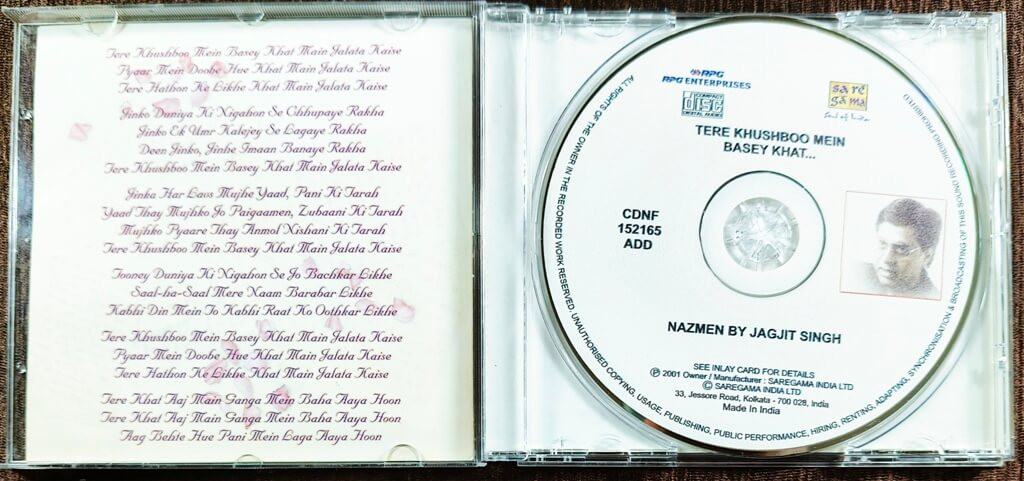 Tere Khushboo Mein Basey Khat Main Jalata Kaise
Pyaar Mein Doobe Hue Khat Main Jalata Kaise
Tere Hathon Ke Likhe Khat Main Jalata Kaise
Jinko Duniya Ki Nigahon Se Chhupaye Rakha
Jinko Ek Umr Kalejey Se Lagaye Rakha
Deen Jinko, Jinhe Imaan Banaye Rakha
Tere Khushboo Mein Basey Khat Main Jalata Kaise
Jinka Har Lavs Mujhe Yaad, Pani Ki Tarah
Yaad Thay Mujhko Jo Paigaamen, Zubaani Ki Tarah
Mujhko Pyaare Thay Anmol Nishani Ki Tarah
Tere Khushboo Mein Basey Khat Main Jalata Kaise
Tooney Duniya Ki Nigahon Se Jo Bachkar Likhe
Saal-ha-Saal Mere Naam Barabar Likhe
Kabhi Din Mein To Kabhi Raat Ko Oothkar Likhe
Tere Khushboo Mein Basey Khat Main Jalata Kaise
Pyaar Mein Doobe Hue Khat Main Jalata Kaise
Tere Hathon Ke Likhe Khat Main Jalata Kaise
Tere Khat Aaj Main Ganga Mein Baha Aaya Hoon
Tere Khat Aaj Main Ganga Mein Baha Aaya Hoon
Aag Behte Hue Pani Mein Laga Aaya Hoon
RPG
RPG ENTERPRISES
COMPACT
disc
DIGITAL AUDIO
sa re
ga ma
Soul of India
TERE KHUSHBOO MEIN
BASEY KHAT...
CDNF
152165
ADD
NAZMEN BY JAGJIT SINGH
SEE INLAY CARD FOR DETAILS
℗ 2001 Owner / Manufacturer : SAREGAMA INDIA LTD
© SAREGAMA INDIA LTD
33, Jessore Road, Kolkata - 700 028, India
Made In India
ALL RIGHTS OF THE OWNER IN THE RECORDED WORK RESERVED. UNAUTHORISED COPYING, USAGE, PUBLISHING, PUBLIC PERFORMANCE, HIRING, RENTING, ADAPTING, SYNCHRONISATION & BROADCASTING OF THIS SOUND RECORDING PROHIBITED